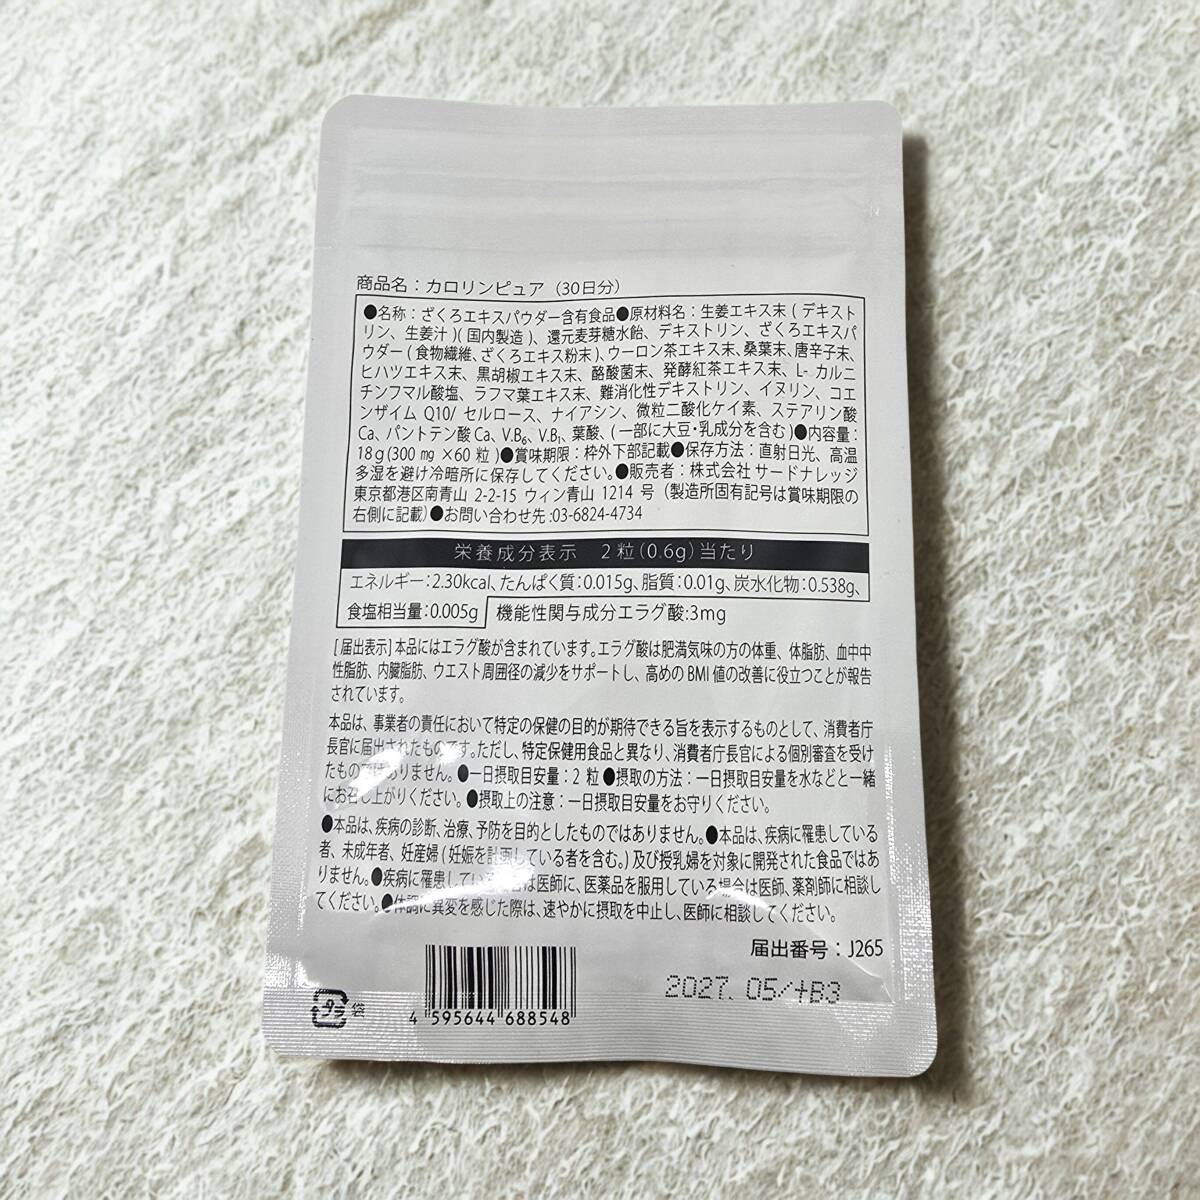 商品名：カロリンピュア（30日分）
●名称：ざくろエキスパウダー含有食品●原材料名：生姜エキス末(デキスト
リン、生姜汁)(国内製造)、還元麦芽糖水飴、デキストリン、ざくろエキスパ
ウダー(食物繊維、ざくろエキス粉末)、ウーロン茶エキス末、桑葉末、唐辛子末、
ヒハツエキス末、黒胡椒エキス末、酪酸菌末、発酵紅茶エキス末、L-カルニ
チンフマル酸塩、ラフマ葉エキス末、難消化性デキストリン、イヌリン、コエ
ンザイムQ10/セルロース、ナイアシン、微粒二酸化ケイ素、ステアリン酸
Ca、パントテン酸Ca、V.B₆、V.B₁、葉酸、(一部に大豆・乳成分を含む)●内容量：
18g(300㎎×60粒)●賞味期限：枠外下部記載●保存方法：直射日光、高温
多湿を避け冷暗所に保存してください。●販売者：株式会社サードナレッジ
東京都港区南青山2-2-15 ウィン青山1214号（製造所固有記号は賞味期限の
右側に記載）●お問い合わせ先:03-6824-4734
栄養成分表示　2粒(0.6g)当たり
エネルギー：2.30kcal、たんぱく質：0.015g、脂質：0.01g、炭水化物：0.538g、
食塩相当量：0.005g 機能性関与成分エラグ酸:3mg
[届出表示]本品にはエラグ酸が含まれています。エラグ酸は肥満気味の方の体重、体脂肪、血中中
性脂肪、内臓脂肪、ウエスト周囲径の減少をサポートし、高めのBMI値の改善に役立つことが報告
されています。
本品は、事業者の責任において特定の保健の目的が期待できる旨を表示するものとして、消費者庁
長官に届出されたものです。ただし、特定保健用食品と異なり、消費者庁長官による個別審査を受け
たものではありません。●一日摂取目安量：2粒●摂取の方法：一日摂取目安量を水などと一緒
にお召し上がりください。●摂取上の注意：一日摂取目安量をお守りください。
●本品は、疾病の診断、治療、予防を目的としたものではありません。●本品は、疾病に罹患している
者、未成年者、妊産婦(妊娠を計画している者を含む。)及び授乳婦を対象に開発された食品ではあ
りません。●疾病に罹患している場合は医師に、医薬品を服用している場合は医師、薬剤師に相談し
てください。●体調に異変を感じた際は、速やかに摂取を中止し、医師に相談してください。
届出番号：J265
2027. 05/tB3
プラ 袋
4 595644 688548